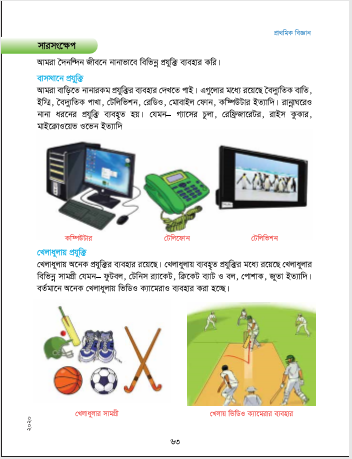 প্রাথমিক বিজ্ঞান
সারসংক্ষেপ
আমরা দৈনন্দিন জীবনে নানাভাবে বিভিন্ন প্রযুক্তি ব্যবহার করি।
বাসস্থানে প্রযুক্তি
আমরা বাড়িতে নানারকম প্রযুক্তির ব্যবহার দেখতে পাই। এগুলোর মধ্যে রয়েছে বৈদ্যুতিক বাতি,
ইস্ত্রি, বৈদ্যুতিক পাখা, টেলিভিশন, রেডিও, মোবাইল ফোন, কম্পিউটার ইত্যাদি। রান্নাঘরেও
নানা ধরনের প্রযুক্তি ব্যবহৃত হয়। যেমন– গ্যাসের চুলা, রেফ্রিজারেটর, রাইস কুকার,
মাইক্রোওয়েভ ওভেন ইত্যাদি
কম্পিউটার টেলিফোন টেলিভিশন
খেলাধুলায় প্রযুক্তি
খেলাধুলায় অনেক প্রযুক্তির ব্যবহার রয়েছে। খেলাধুলায় ব্যবহৃত প্রযুক্তির মধ্যে রয়েছে খেলাধুলার
বিভিন্ন সামগ্রী যেমন– ফুটবল, টেনিস র‍্যাকেট, ক্রিকেট ব্যাট ও বল, পোশাক, জুতা ইত্যাদি।
বর্তমানে অনেক খেলাধুলায় ভিডিও ক্যামেরাও ব্যবহার করা হচ্ছে।
খেলাধুলার সামগ্রী খেলায় ভিডিও ক্যামেরার ব্যবহার
২০২০
৬৩